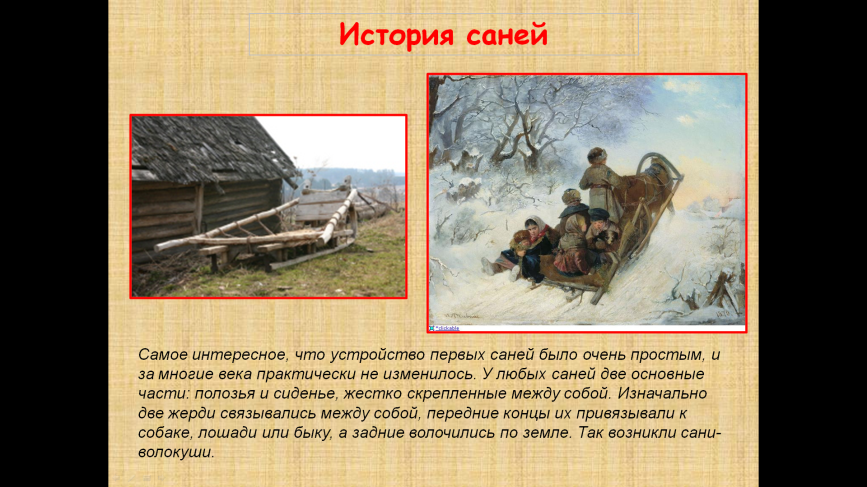 История саней
*clickable
Самое интересное, что устройство первых саней было очень простым, и
за многие века практически не изменилось. У любых саней две основные
части: полозья и сиденье, жестко скрепленные между собой. Изначально
две жерди связывались между собой, передние концы их привязывали к
собаке, лошади или быку, а задние волочились по земле. Так возникли сани-
волокуши.